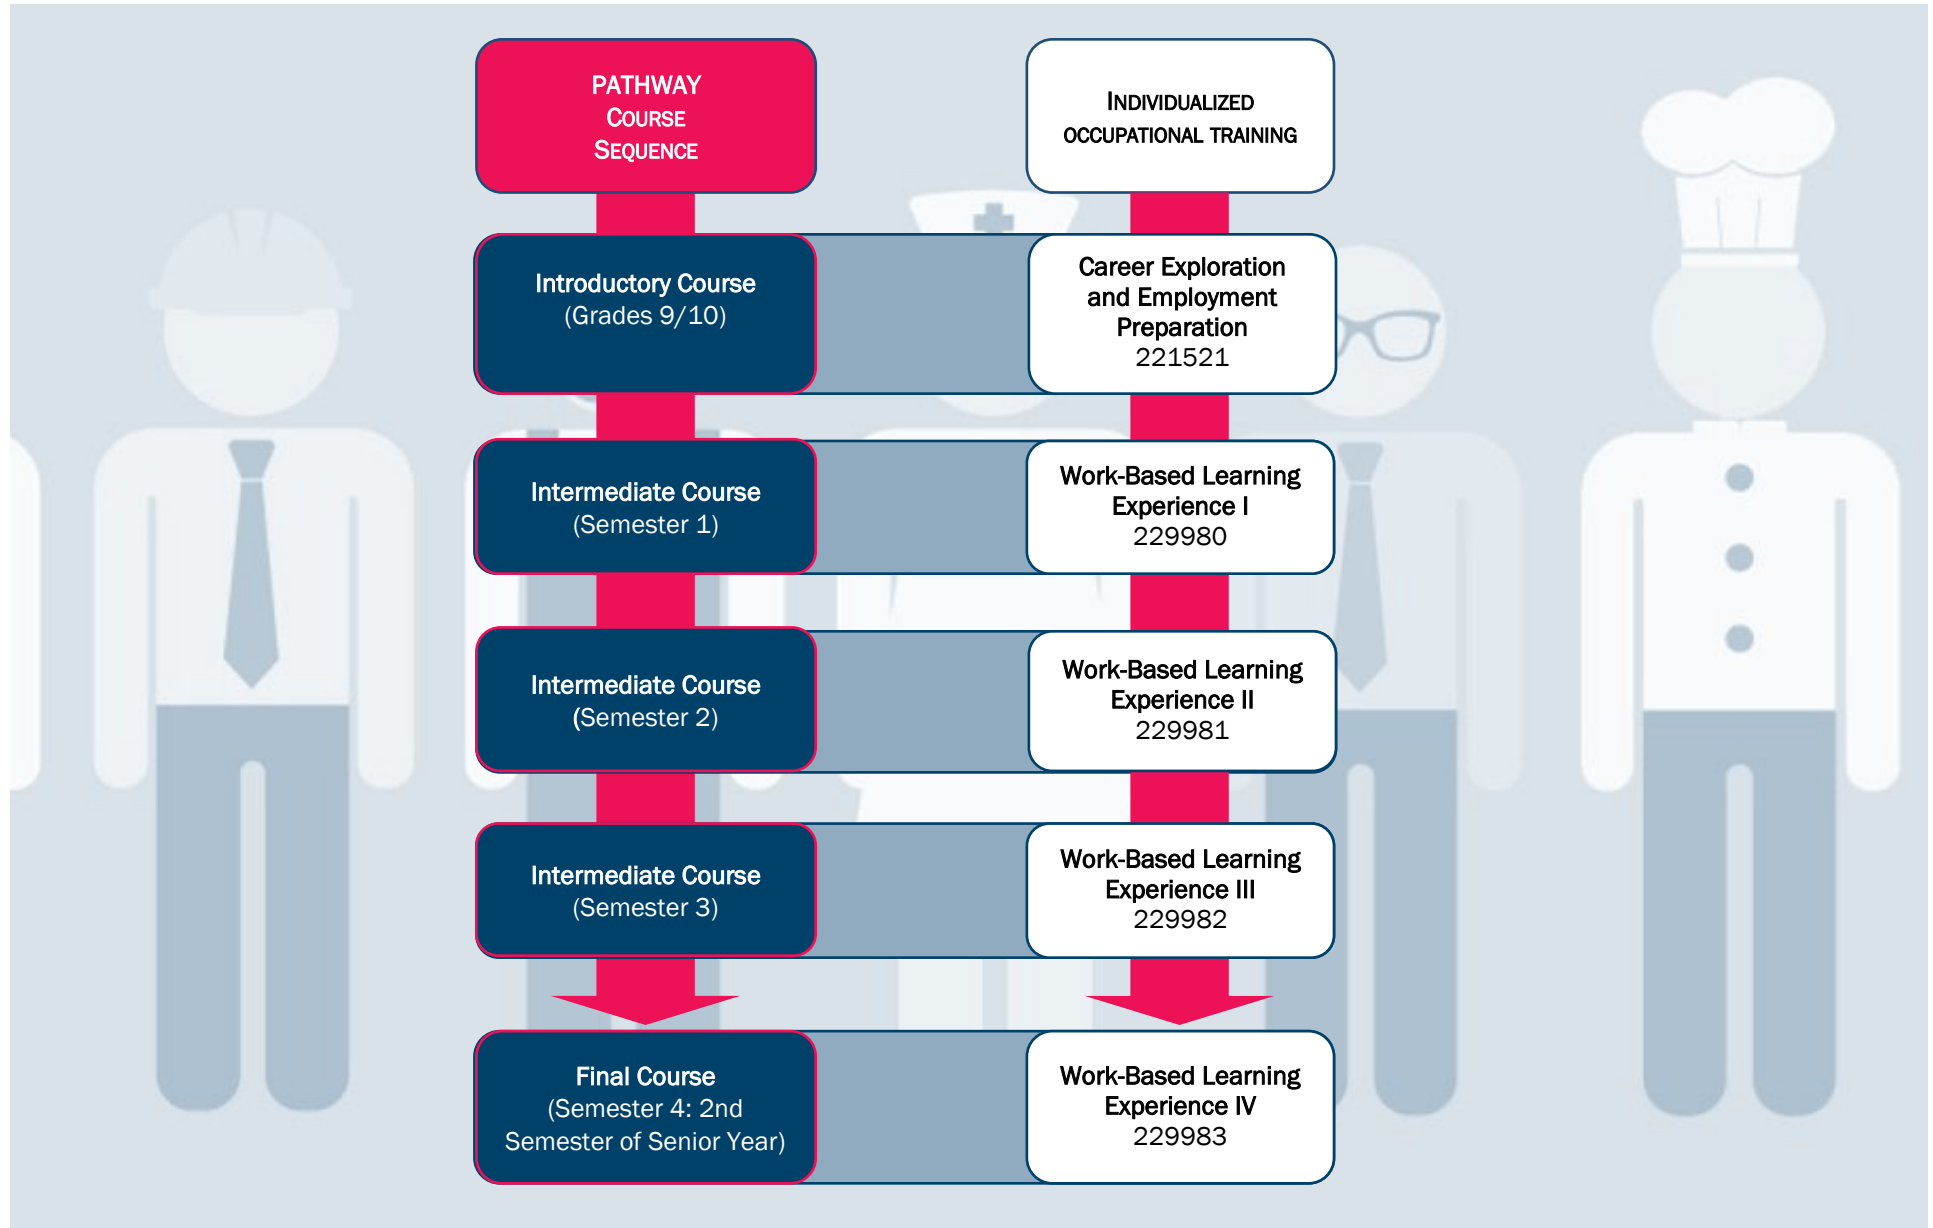 PATHWAY
COURSE
SEQUENCE
INDIVIDUALIZED
OCCUPATIONAL TRAINING
Introductory Course
(Grades 9/10)
Career Exploration
and Employment
Preparation
221521
Intermediate Course
(Semester 1)
Work-Based Learning
Experience I
229980
Intermediate Course
(Semester 2)
Work-Based Learning
Experience II
229981
Intermediate Course
(Semester 3)
Work-Based Learning
Experience III
229982
Final Course
(Semester 4: 2nd
Semester of Senior Year)
Work-Based Learning
Experience IV
229983